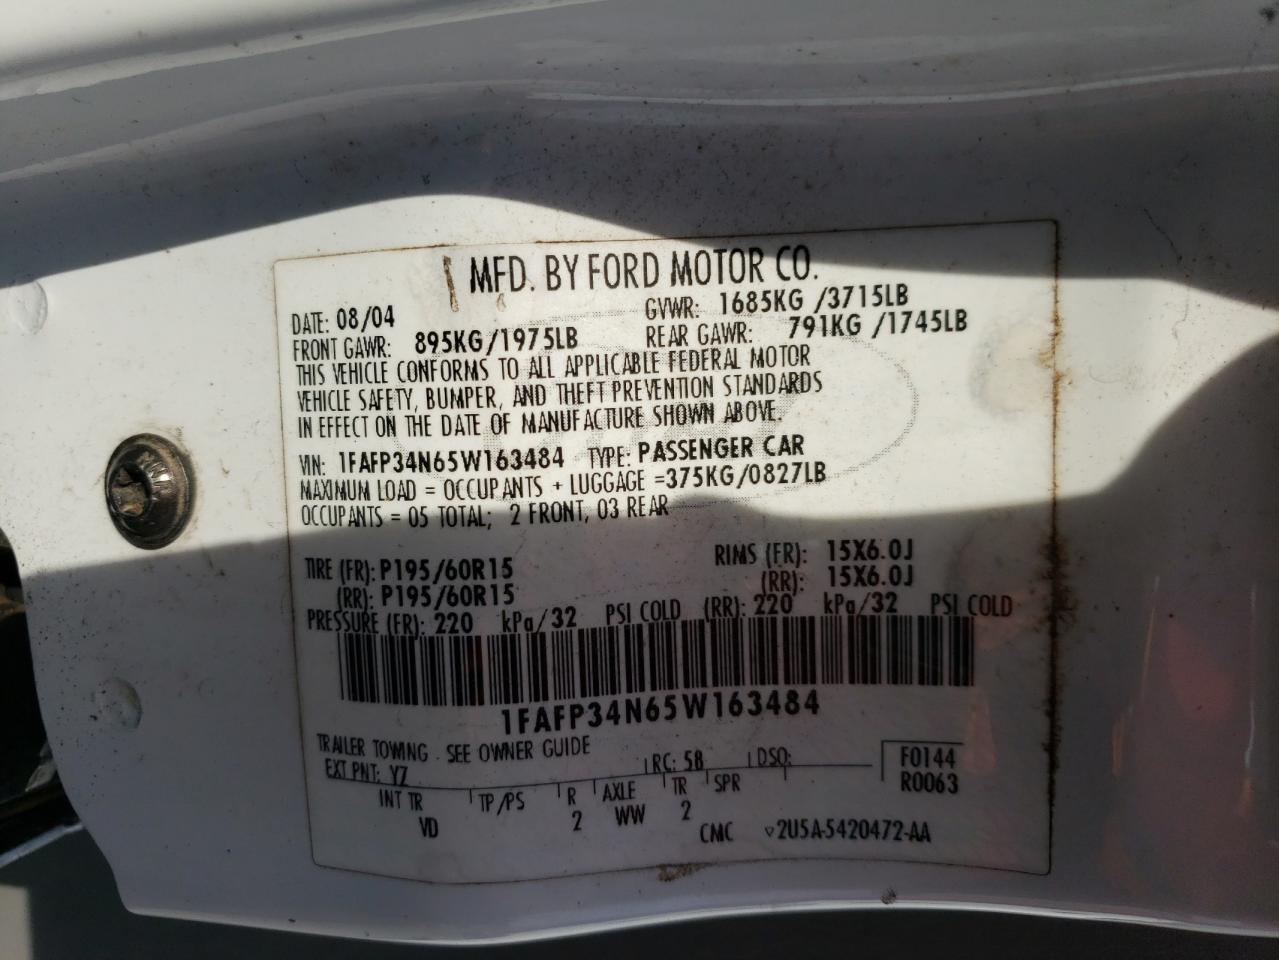 MFD. BY FORD MOTOR CO.
DATE: 08/04 GVWR: 1685KG /3715LB
FRONT GAWR: 895KG/1975LB REAR GAWR: 791KG /1745LB
THIS VEHICLE CONFORMS TO ALL APPLICABLE FEDERAL MOTOR
VEHICLE SAFETY, BUMPER, AND THEFT PREVENTION STANDARDS
IN EFFECT ON THE DATE OF MANUFACTURE SHOWN ABOVE.
VIN: 1FAFP34N65W163484 TYPE: PASSENGER CAR
MAXIMUM LOAD = OCCUPANTS + LUGGAGE =375KG/0827LB
OCCUPANTS = 05 TOTAL; 2 FRONT, 03 REAR
TIRE (FR): P195/60R15 RIMS (FR): 15X6.0J
(RR): P195/60R15 (RR): 15X6.0J
PRESSURE (FR): 220 kPa/32 PSI COLD (RR): 220 kPa/32 PSI COLD
1FAFP34N65W163484
TRAILER TOWING - SEE OWNER GUIDE
EXT PNT: YZ RC: 58 DSO: F0144
R0063
INT TR TP/PS R AXLE TR SPR
VD 2 WW 2
CMC ▽2U5A-5420472-AA